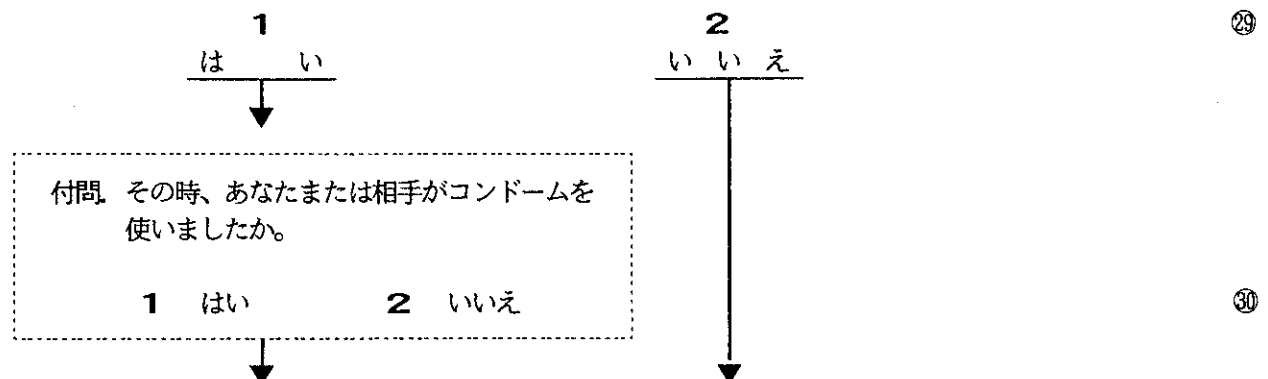 1 2 ㉙
は い い い え
付問. その時、あなたまたは相手がコンドームを
使いましたか。
1 はい 2 いいえ ㉚